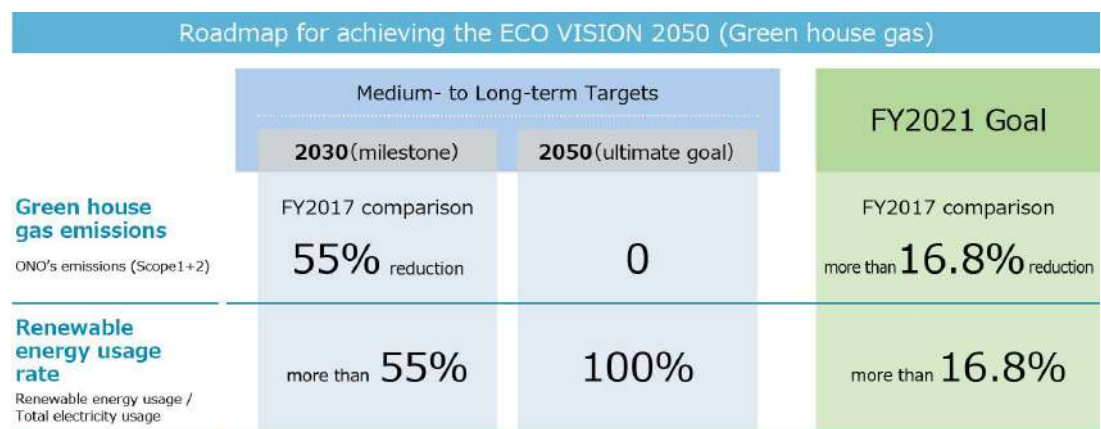 Roadmap for achieving the ECO VISION 2050 (Green house gas)
Medium- to Long-term Targets
FY2021 Goal
2030(milestone)
2050(ultimate goal)
Green house
gas emissions
ONO's emissions (Scope1+2)
FY2017 comparison
55% reduction
0
FY2017 comparison
more than 16.8% reduction
Renewable
energy usage
rate
Renewable energy usage /
Total electricity usage
more than 55%
100%
more than 16.8%